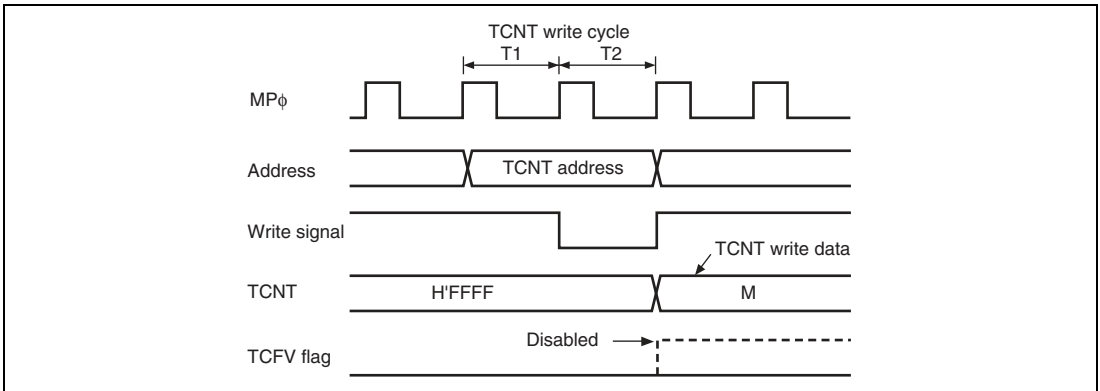 TCNT write cycle
T1 T2
MPϕ
Address TCNT address
Write signal
TCNT write data
TCNT H'FFFF M
Disabled
TCFV flag